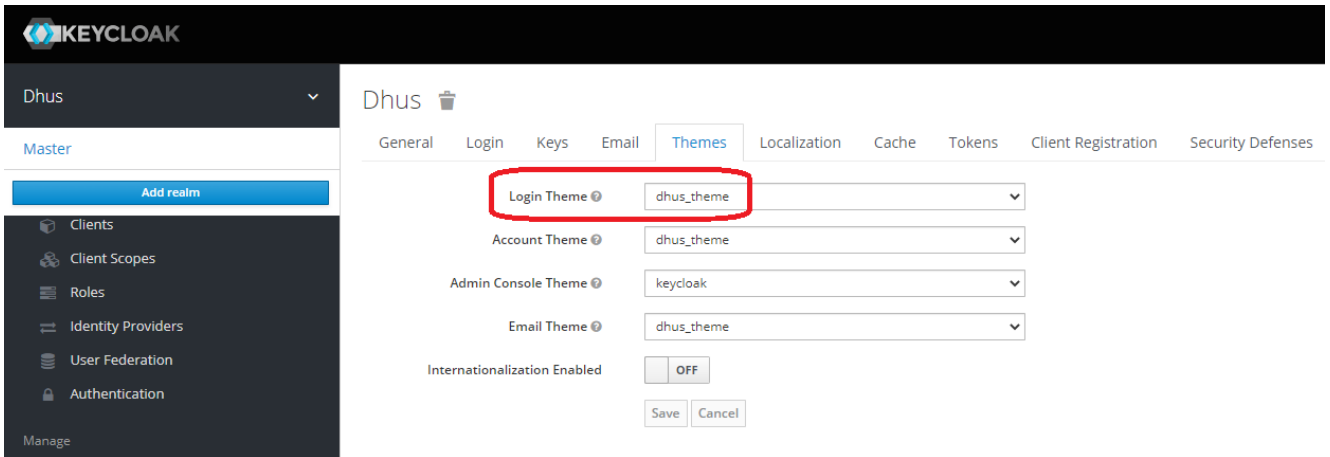 KEYCLOAK
Dhus
Master
Add realm
Clients
Client Scopes
Roles
Identity Providers
User Federation
Authentication
Manage
Dhus
General Login Keys Email Themes Localization Cache Tokens Client Registration Security Defenses
Login Theme dhus_theme
Account Theme dhus_theme
Admin Console Theme keycloak
Email Theme dhus_theme
Internationalization Enabled OFF
Save Cancel